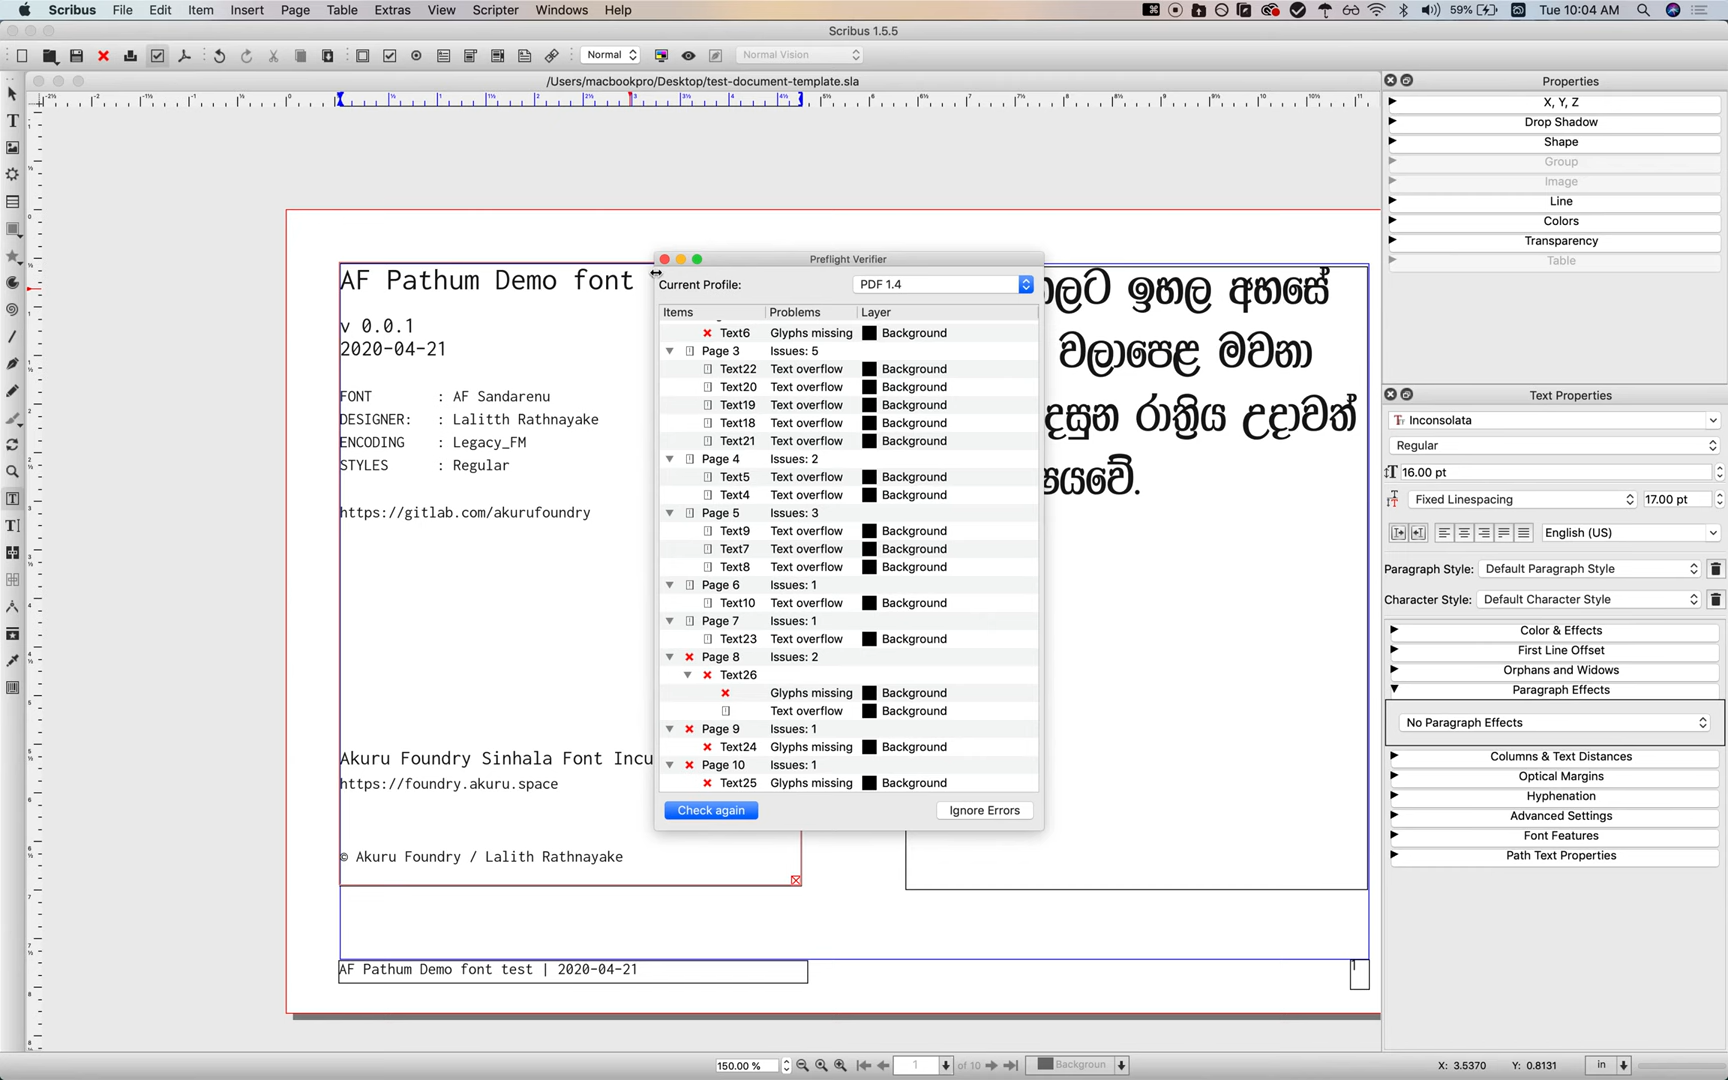 Scribus File Edit Item Insert Page Table Extras View Scripter Windows Help
59% Tue 10:04 AM
Scribus 1.5.5
Normal
Normal Vision
/Users/macbookpro/Desktop/test-document-template.sla
AF Pathum Demo font
v 0.0.1
2020-04-21
FONT : AF Sandarenu
DESIGNER: : Lalitth Rathnayake
ENCODING : Legacy_FM
STYLES : Regular
https://gitlab.com/akurufoundry
Akuru Foundry Sinhala Font Incu
https://foundry.akuru.space
© Akuru Foundry / Lalith Rathnayake
AF Pathum Demo font test | 2020-04-21
1
Preflight Verifier
Current Profile: PDF 1.4
Items Problems Layer
Text6 Glyphs missing Background
Page 3 Issues: 5
Text22 Text overflow Background
Text20 Text overflow Background
Text19 Text overflow Background
Text18 Text overflow Background
Text21 Text overflow Background
Page 4 Issues: 2
Text5 Text overflow Background
Text4 Text overflow Background
Page 5 Issues: 3
Text9 Text overflow Background
Text7 Text overflow Background
Text8 Text overflow Background
Page 6 Issues: 1
Text10 Text overflow Background
Page 7 Issues: 1
Text23 Text overflow Background
Page 8 Issues: 2
Text26
Glyphs missing Background
Text overflow Background
Page 9 Issues: 1
Text24 Glyphs missing Background
Page 10 Issues: 1
Text25 Glyphs missing Background
Check again Ignore Errors
ලට ඉහල අහසේ
වලාපෙළ මවනා
දසුන රාත්‍රිය උදාවත්
යවේ.
Properties
X, Y, Z
Drop Shadow
Shape
Group
Image
Line
Colors
Transparency
Table
Text Properties
Inconsolata
Regular
16.00 pt
Fixed Linespacing 17.00 pt
English (US)
Paragraph Style: Default Paragraph Style
Character Style: Default Character Style
Color & Effects
First Line Offset
Orphans and Widows
Paragraph Effects
No Paragraph Effects
Columns & Text Distances
Optical Margins
Hyphenation
Advanced Settings
Font Features
Path Text Properties
150.00 % 1 of 10 Backgroun X: 3.5370 Y: 0.8131 in